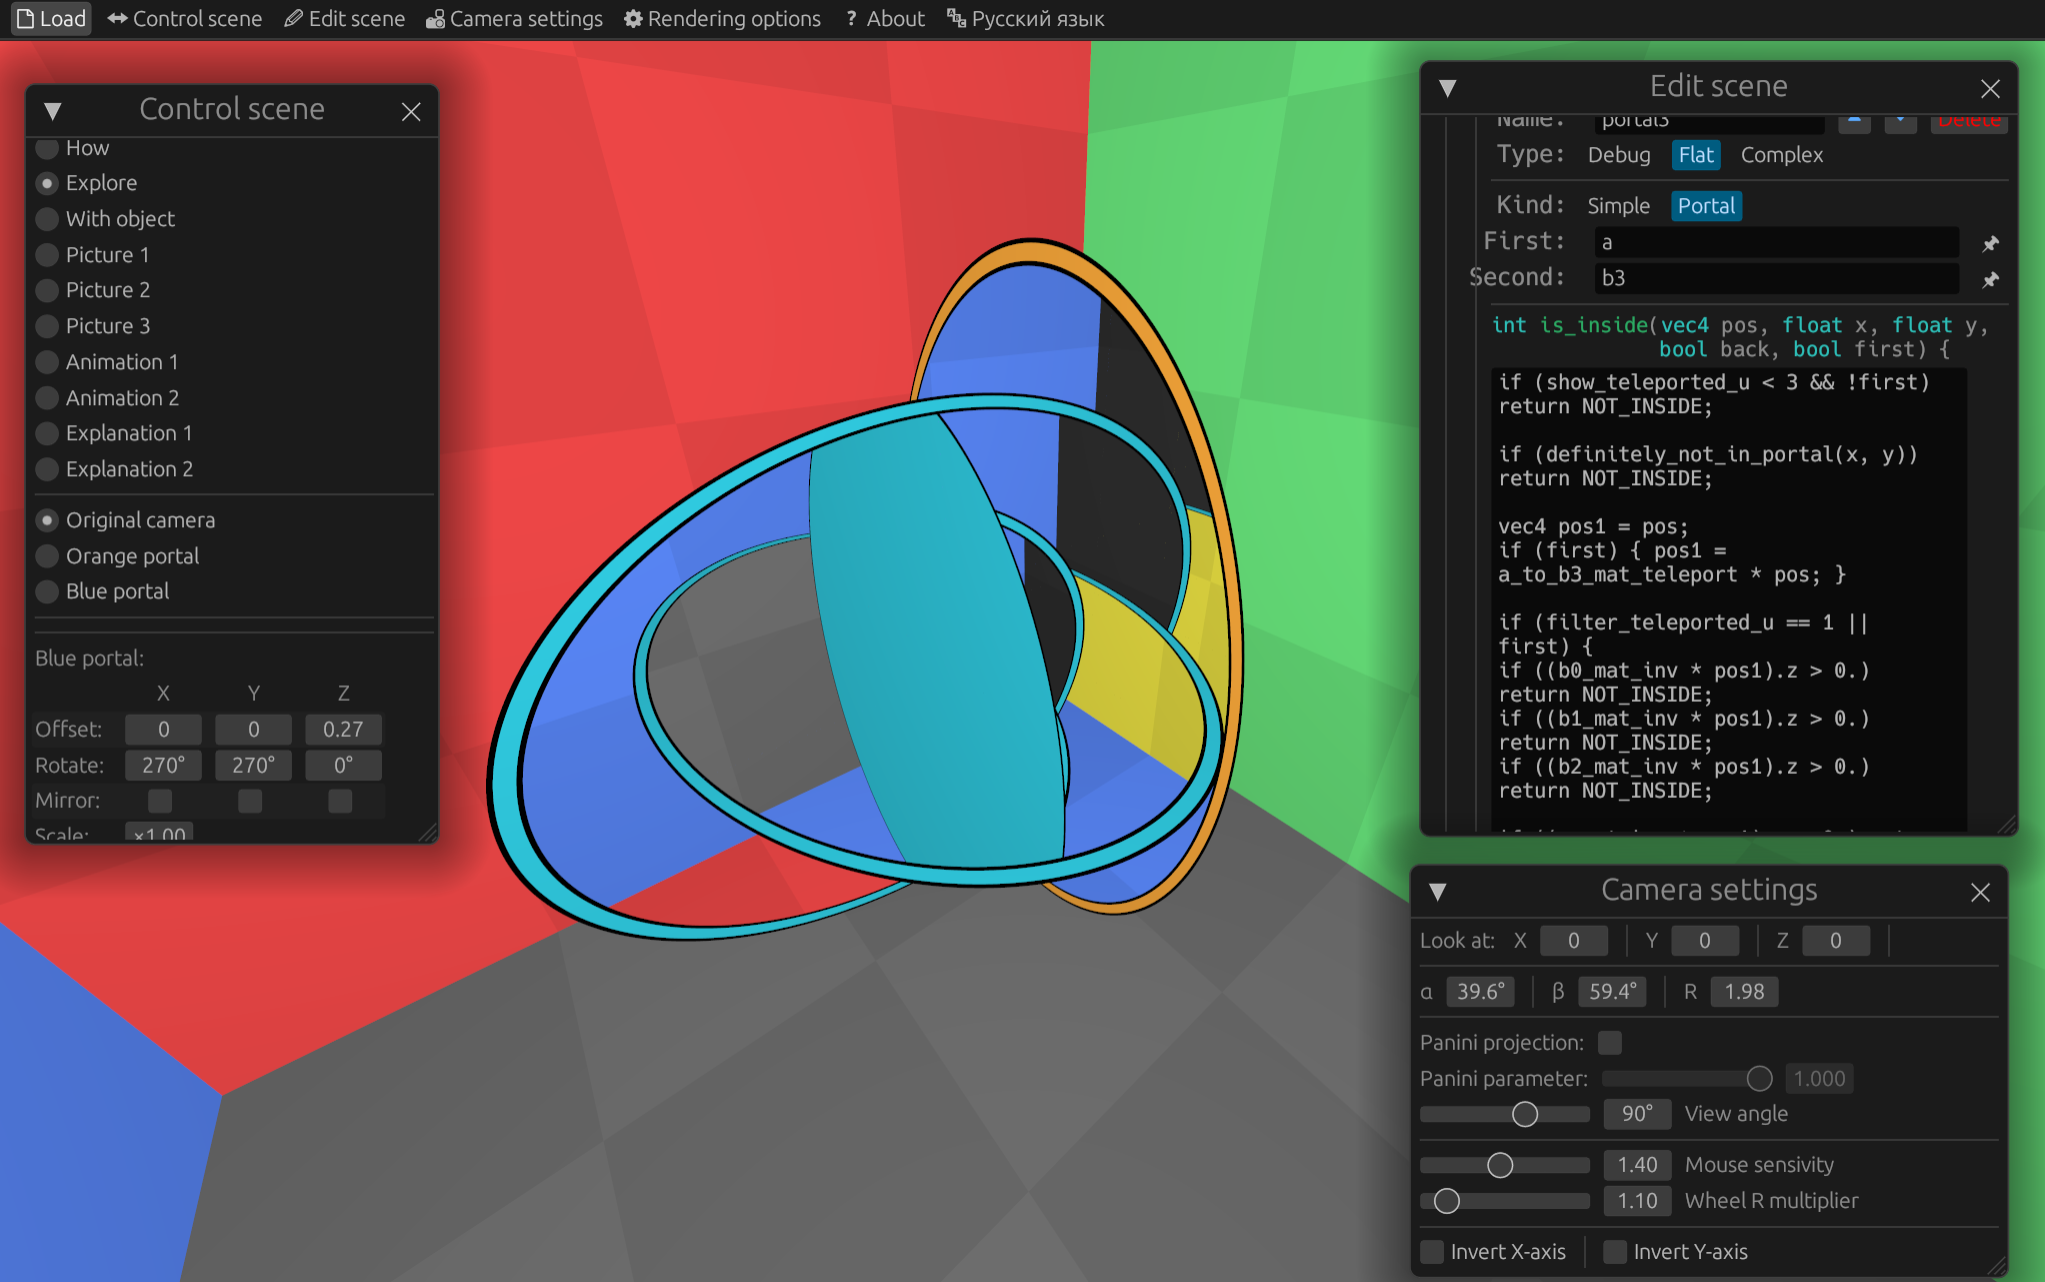 Load Control scene Edit scene Camera settings Rendering options ? About Русский язык
Control scene
How
Explore
With object
Picture 1
Picture 2
Picture 3
Animation 1
Animation 2
Explanation 1
Explanation 2
Original camera
Orange portal
Blue portal
Blue portal:
X Y Z
Offset: 0 0 0.27
Rotate: 270° 270° 0°
Mirror:
Scale: ×1.00
Edit scene
Name: portal3 Delete
Type: Debug Flat Complex
Kind: Simple Portal
First: a
Second: b3
int is_inside(vec4 pos, float x, float y,
bool back, bool first) {
if (show_teleported_u < 3 && !first)
return NOT_INSIDE;
if (definitely_not_in_portal(x, y))
return NOT_INSIDE;
vec4 pos1 = pos;
if (first) { pos1 =
a_to_b3_mat_teleport * pos; }
if (filter_teleported_u == 1 ||
first) {
if ((b0_mat_inv * pos1).z > 0.)
return NOT_INSIDE;
if ((b1_mat_inv * pos1).z > 0.)
return NOT_INSIDE;
if ((b2_mat_inv * pos1).z > 0.)
return NOT_INSIDE;
Camera settings
Look at: X 0 Y 0 Z 0
α 39.6° β 59.4° R 1.98
Panini projection:
Panini parameter: 1.000
90° View angle
1.40 Mouse sensivity
1.10 Wheel R multiplier
Invert X-axis Invert Y-axis